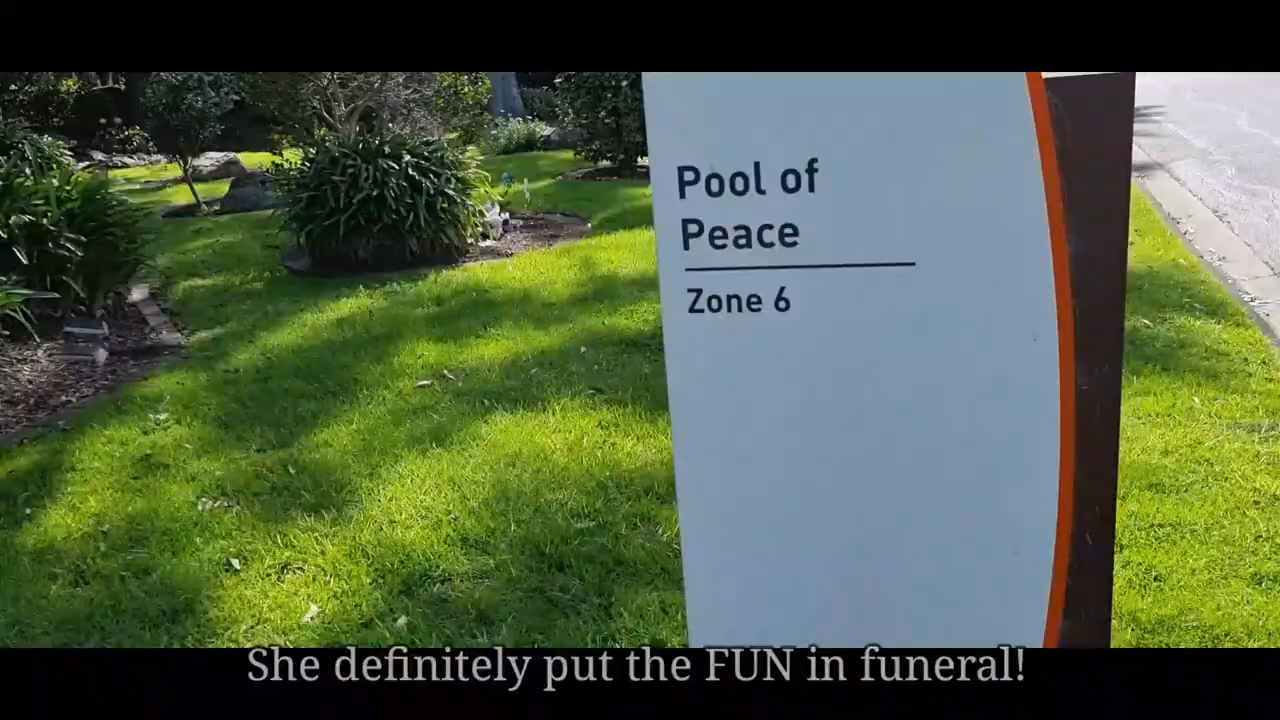 Pool of
Peace
Zone 6
She definitely put the FUN in funeral!